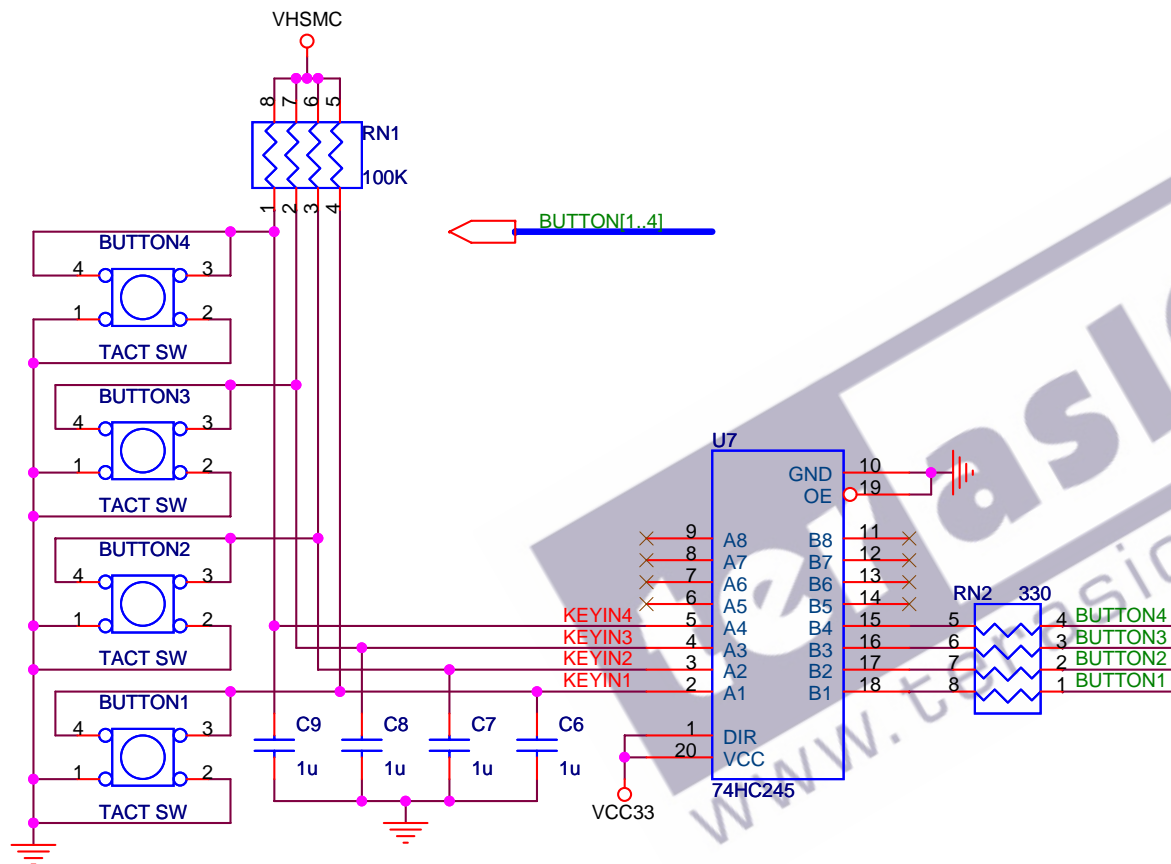 VHSMC
8 7 6 5
RN1
100K
1 2 3 4
BUTTON[1..4]
BUTTON4
4 3
1 2
TACT SW
BUTTON3
4 3
1 2
TACT SW
BUTTON2
4 3
1 2
TACT SW
BUTTON1
4 3
1 2
TACT SW
C9 C8 C7 C6
1u 1u 1u 1u
U7
GND 10
OE 19
9 A8 B8 11
8 A7 B7 12
7 A6 B6 13
6 A5 B5 14
KEYIN4 5 A4 B4 15
KEYIN3 4 A3 B3 16
KEYIN2 3 A2 B2 17
KEYIN1 2 A1 B1 18
1 DIR
20 VCC
74HC245
VCC33
RN2 330
5 4 BUTTON4
6 3 BUTTON3
7 2 BUTTON2
8 1 BUTTON1
www.terasic